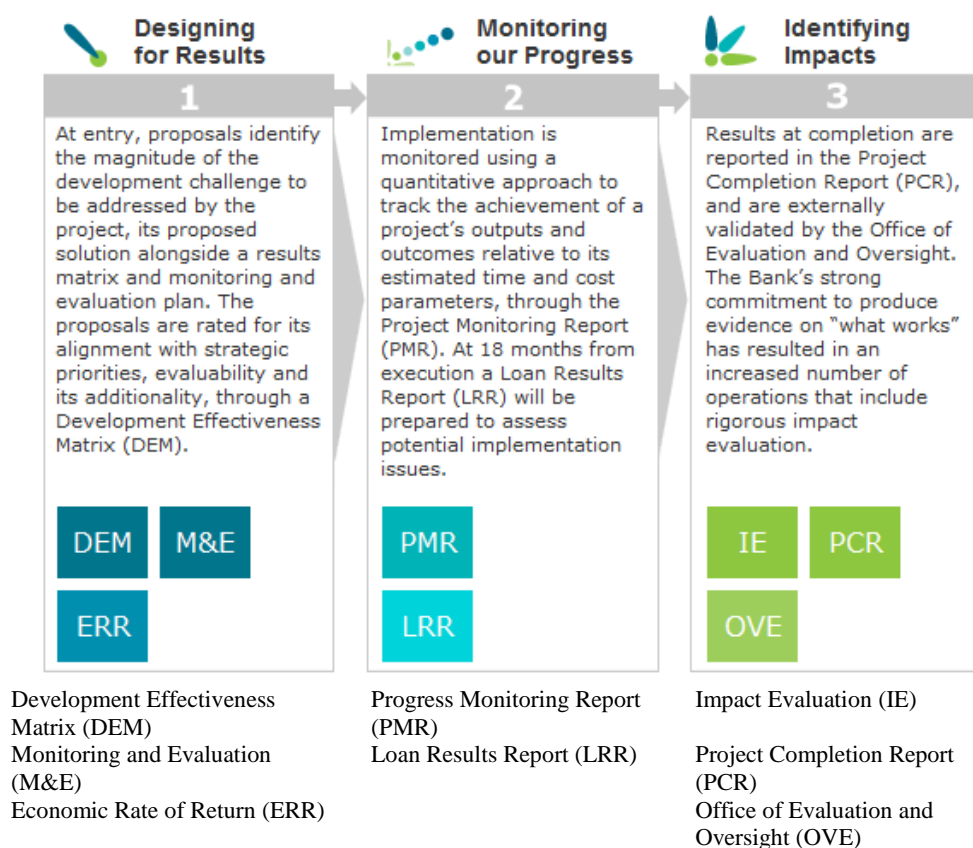 Designing
for Results
1
At entry, proposals identify
the magnitude of the
development challenge to
be addressed by the
project, its proposed
solution alongside a results
matrix and monitoring and
evaluation plan. The
proposals are rated for its
alignment with strategic
priorities, evaluability and
its additionality, through a
Development Effectiveness
Matrix (DEM).
DEM M&E
ERR
Development Effectiveness
Matrix (DEM)
Monitoring and Evaluation
(M&E)
Economic Rate of Return (ERR)
Monitoring
our Progress
2
Implementation is
monitored using a
quantitative approach to
track the achievement of a
project's outputs and
outcomes relative to its
estimated time and cost
parameters, through the
Project Monitoring Report
(PMR). At 18 months from
execution a Loan Results
Report (LRR) will be
prepared to assess
potential implementation
issues.
PMR
LRR
Progress Monitoring Report
(PMR)
Loan Results Report (LRR)
Identifying
Impacts
3
Results at completion are
reported in the Project
Completion Report (PCR),
and are externally
validated by the Office of
Evaluation and Oversight.
The Bank's strong
commitment to produce
evidence on "what works"
has resulted in an
increased number of
operations that include
rigorous impact
evaluation.
IE PCR
OVE
Impact Evaluation (IE)
Project Completion Report
(PCR)
Office of Evaluation and
Oversight (OVE)